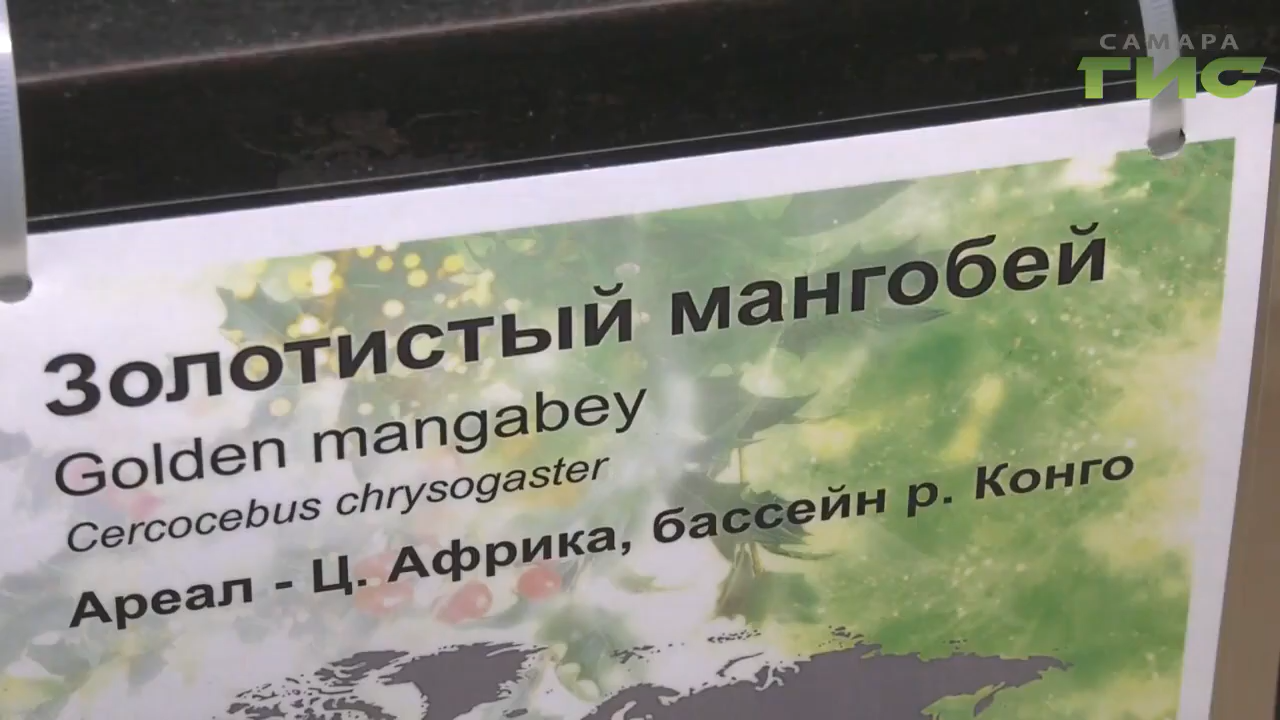 САМАРА
ГИС
Золотистый мангобей
Golden mangabey
Cercocebus chrysogaster
Ареал - Ц. Африка, бассейн р. Конго